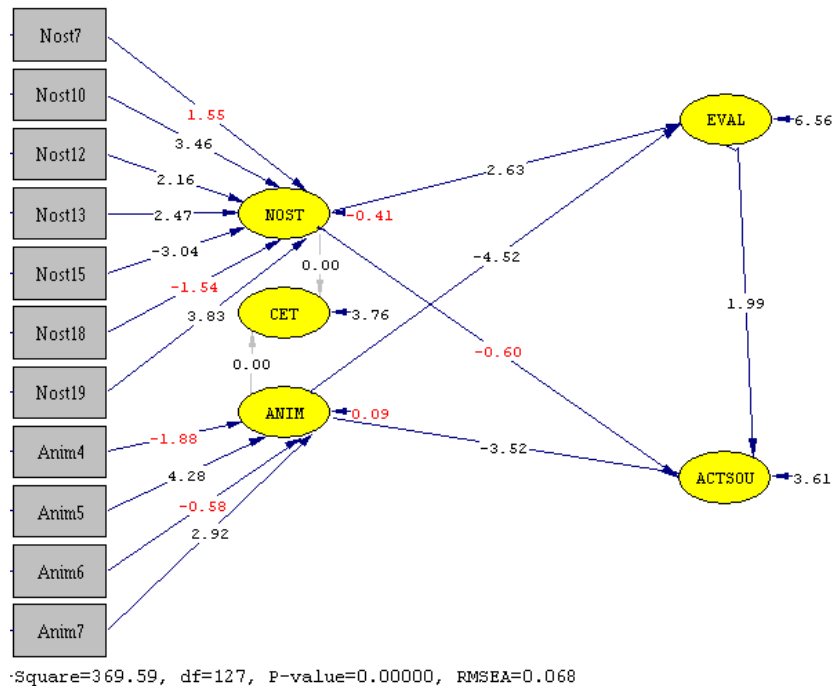 Nost7
Nost10
Nost12
Nost13
Nost15
Nost18
Nost19
Anim4
Anim5
Anim6
Anim7
1.55
3.46
2.16
2.47
-3.04
-1.54
3.83
-1.88
4.28
-0.58
2.92
NOST
-0.41
0.00
CET
3.76
0.00
ANIM
0.09
2.63
-4.52
-0.60
-3.52
EVAL
6.56
1.99
ACTSOU
3.61
-Square=369.59, df=127, P-value=0.00000, RMSEA=0.068